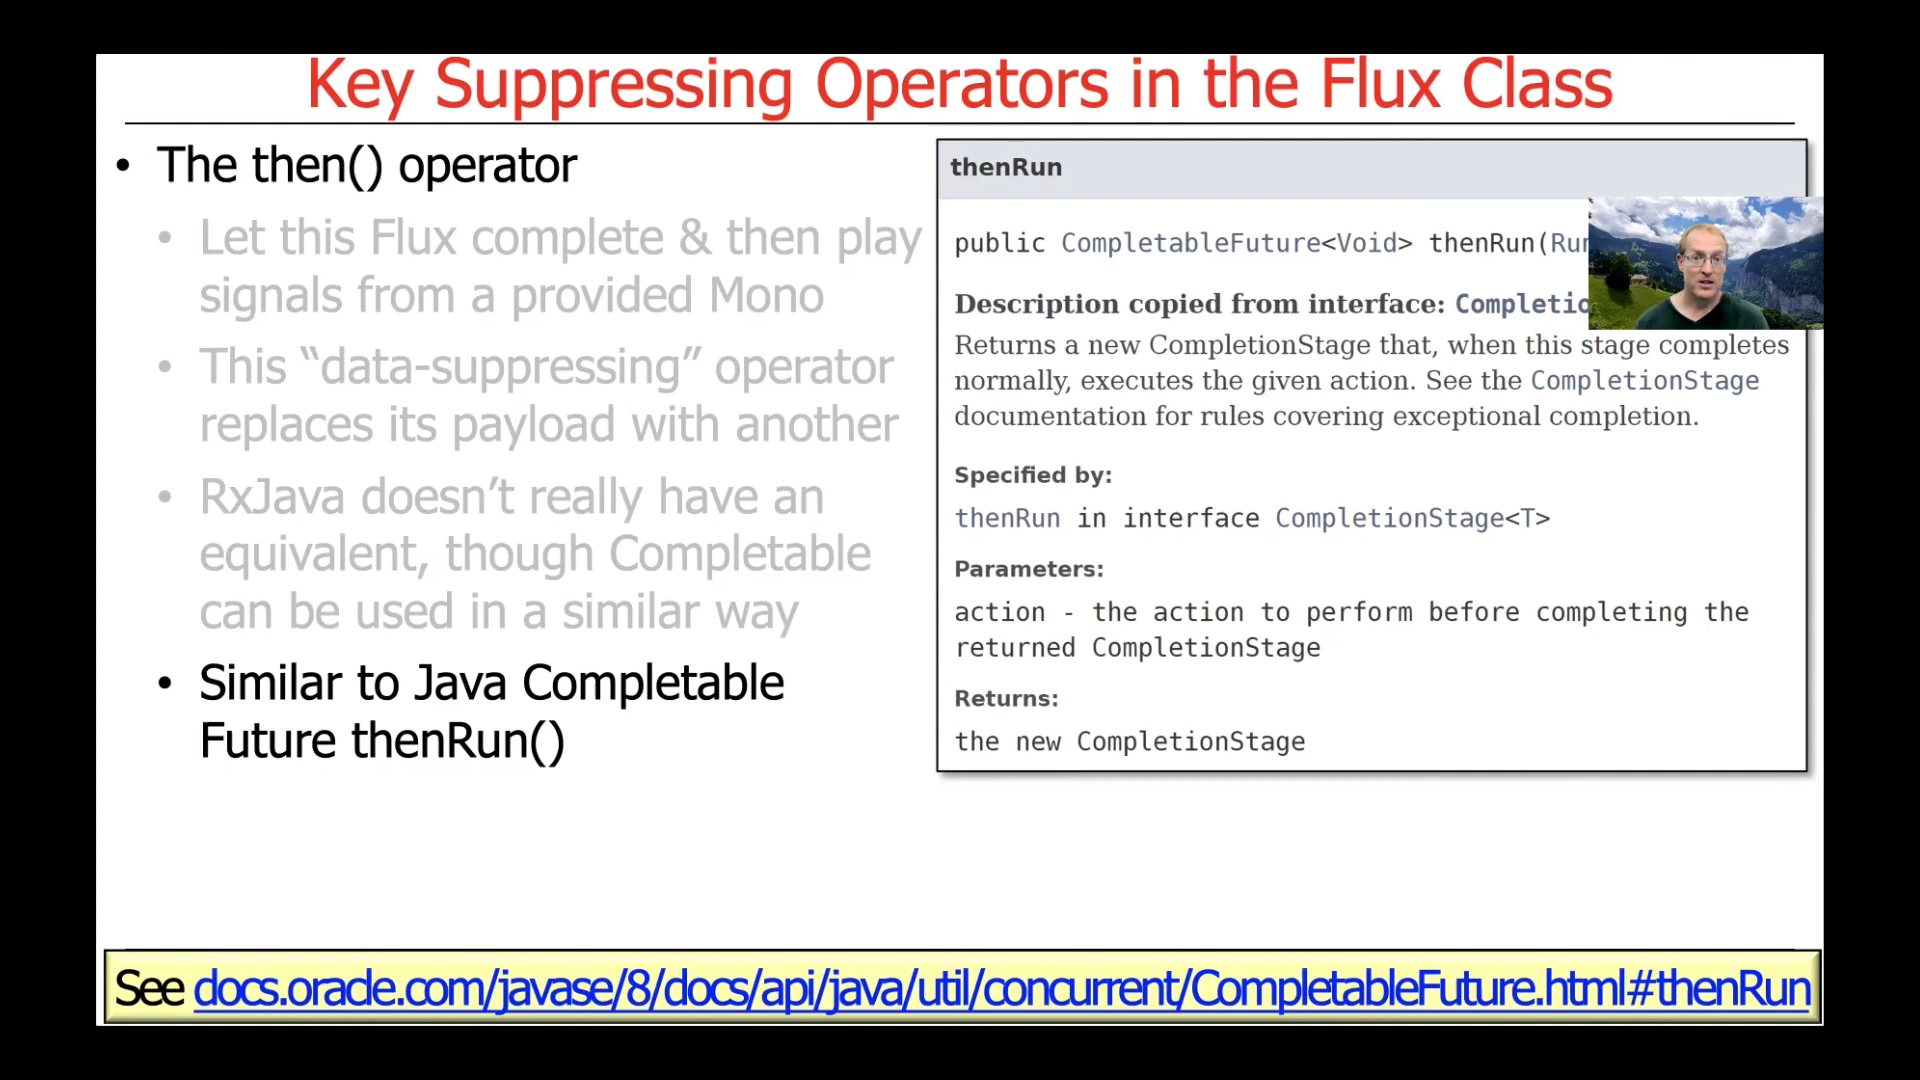 Key Suppressing Operators in the Flux Class
• The then() operator
• Let this Flux complete & then play
signals from a provided Mono
• This “data-suppressing” operator
replaces its payload with another
• RxJava doesn’t really have an
equivalent, though Completable
can be used in a similar way
• Similar to Java Completable
Future thenRun()
thenRun
public CompletableFuture<Void> thenRun(
Description copied from interface:
Returns a new CompletionStage that, when this stage completes
normally, executes the given action. See the CompletionStage
documentation for rules covering exceptional completion.
Specified by:
thenRun in interface CompletionStage<T>
Parameters:
action - the action to perform before completing the
returned CompletionStage
Returns:
the new CompletionStage
See docs.oracle.com/javase/8/docs/api/java/util/concurrent/CompletableFuture.html#thenRun